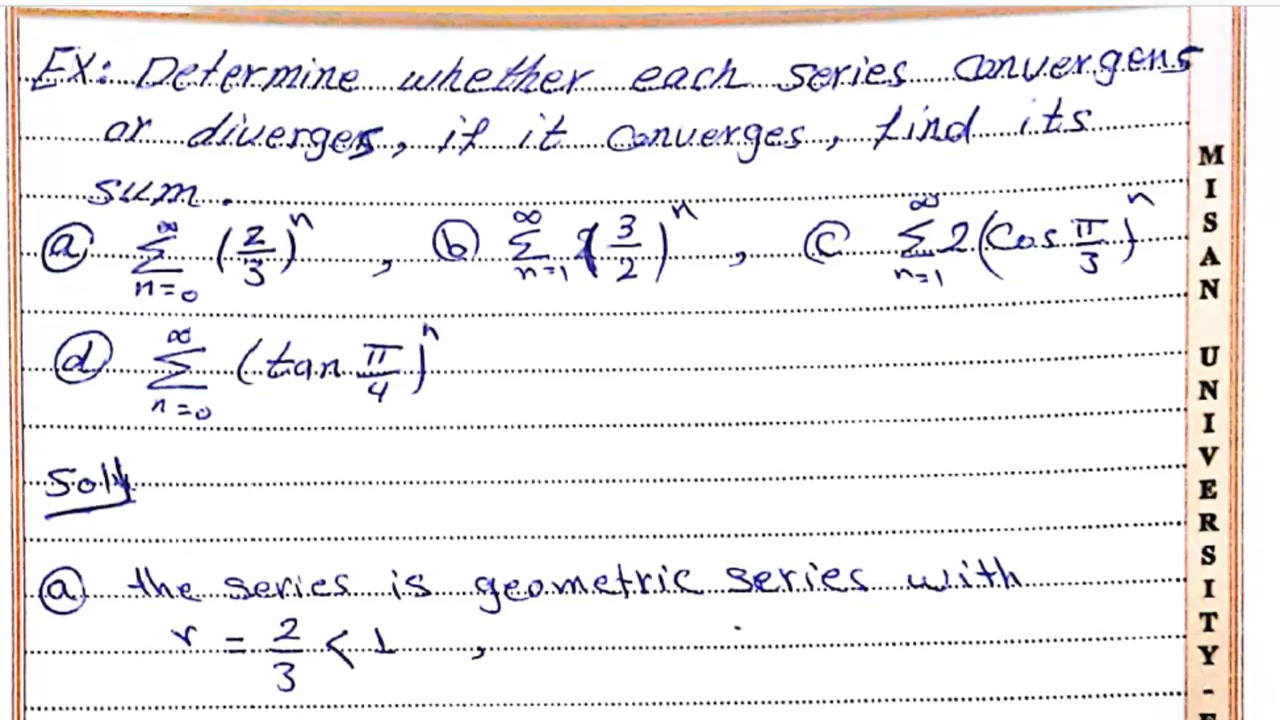 EX: Determine whether each series convergens
or diverges, if it converges, find its
sum.
ⓐ ∑_{n=0}^{∞} (2/3)^n , ⓑ ∑_{n=1}^{∞} (3/2)^n , ⓒ ∑_{n=1}^{∞} 2(Cos π/3)^n
ⓓ ∑_{n=0}^{∞} (tan π/4)^n
Sol
ⓐ the series is geometric series with
r = 2/3 < 1 ,
MISAN UNIVERSITY -